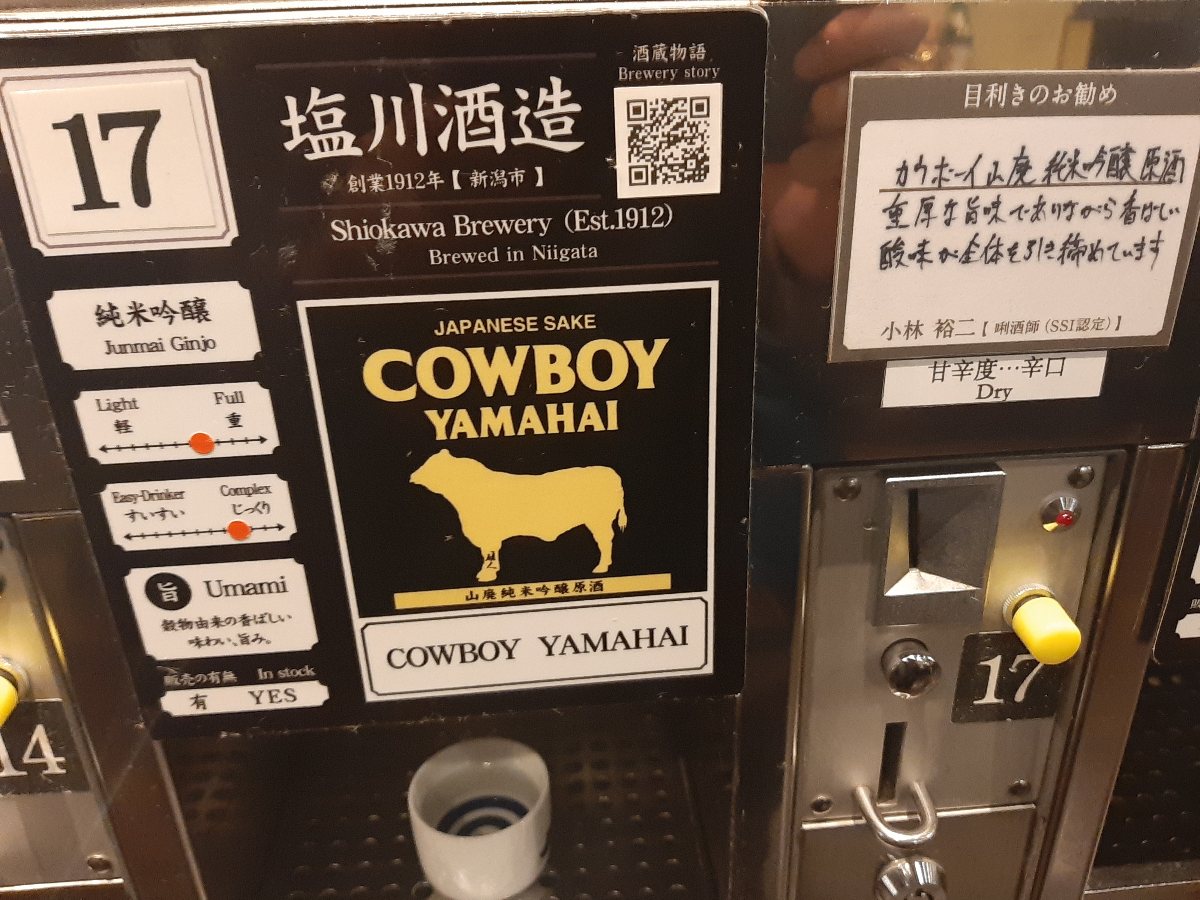 17
塩川酒造
創業1912年【 新潟市 】
Shiokawa Brewery (Est.1912)
Brewed in Niigata
酒蔵物語
Brewery story
純米吟醸
Junmai Ginjo
Light Full
軽 重
Easy-Drinker Complex
すいすい じっくり
旨 Umami
穀物由来の香ばしい
味わい、旨み。
販売の有無 In stock
有 YES
JAPANESE SAKE
COWBOY
YAMAHAI
山廃純米吟醸原酒
COWBOY YAMAHAI
目利きのお勧め
カウボーイ山廃 純米吟醸原酒
重厚な旨味でありながら香ばしい
酸味が全体を引き締めています
小林 裕二【 唎酒師（SSI認定）】
甘辛度…辛口
Dry
17
14